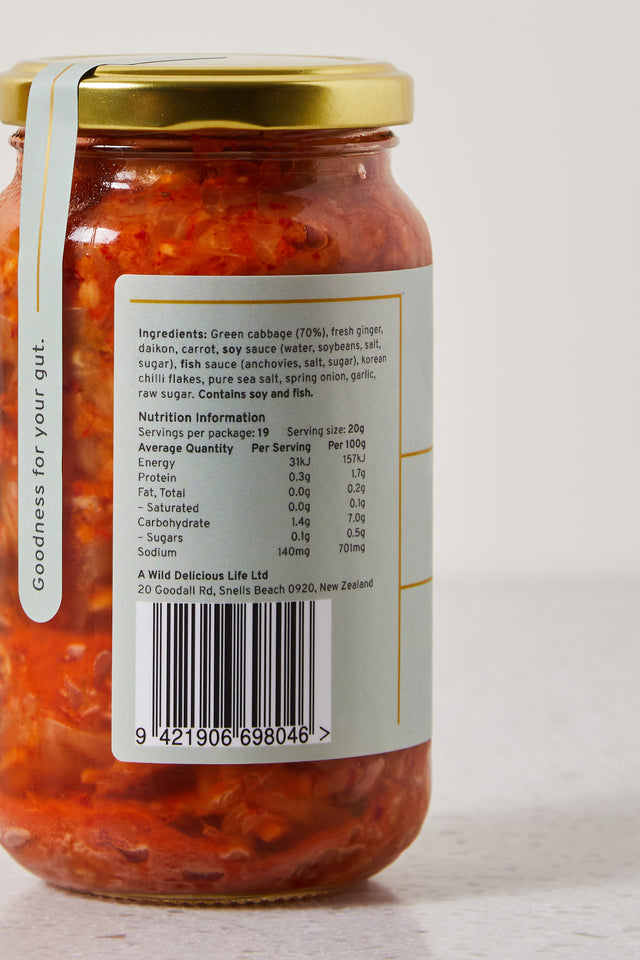 Goodness for your gut.
Ingredients: Green cabbage (70%), fresh ginger,
daikon, carrot, soy sauce (water, soybeans, salt,
sugar), fish sauce (anchovies, salt, sugar), korean
chilli flakes, pure sea salt, spring onion, garlic,
raw sugar. Contains soy and fish.
Nutrition Information
Servings per package: 19 Serving size: 20g
Average Quantity Per Serving Per 100g
Energy 31kJ 157kJ
Protein 0.3g 1.7g
Fat, Total 0.0g 0.2g
– Saturated 0.0g 0.1g
Carbohydrate 1.4g 7.0g
– Sugars 0.1g 0.5g
Sodium 140mg 701mg
A Wild Delicious Life Ltd
20 Goodall Rd, Snells Beach 0920, New Zealand
9 421906 698046 >